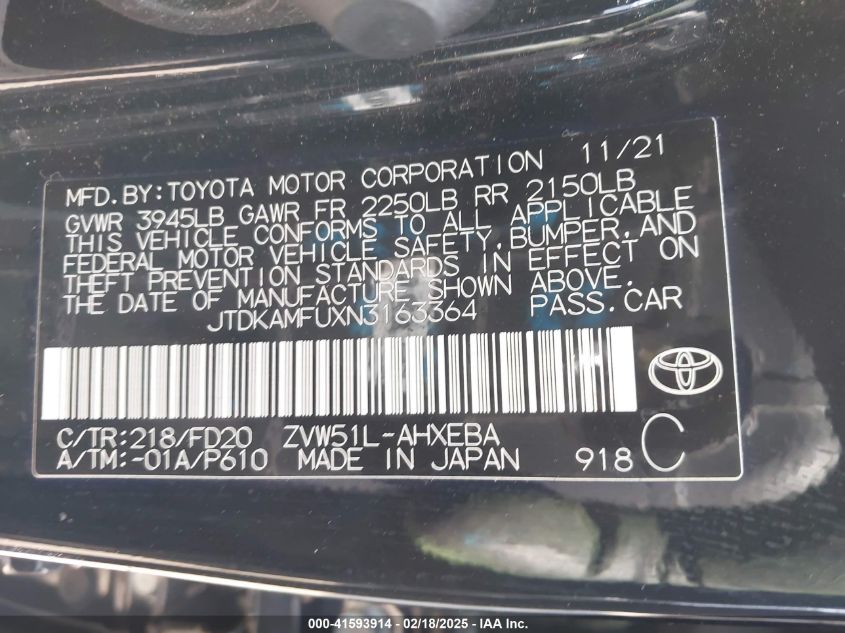 MFD.BY:TOYOTA MOTOR CORPORATION 11/21
GVWR 3945LB GAWR FR 2250LB RR 2150LB
THIS VEHICLE CONFORMS TO ALL APPLICABLE
FEDERAL MOTOR VEHICLE SAFETY,BUMPER,AND
THEFT PREVENTION STANDARDS IN EFFECT ON
THE DATE OF MANUFACTURE SHOWN ABOVE.
JTDKAMFUXN3163364 PASS.CAR
C/TR:218/FD20 ZVW51L-AHXEBA
A/TM:-01A/P610 MADE IN JAPAN 918 C
000-41593914 - 02/18/2025 - IAA Inc.